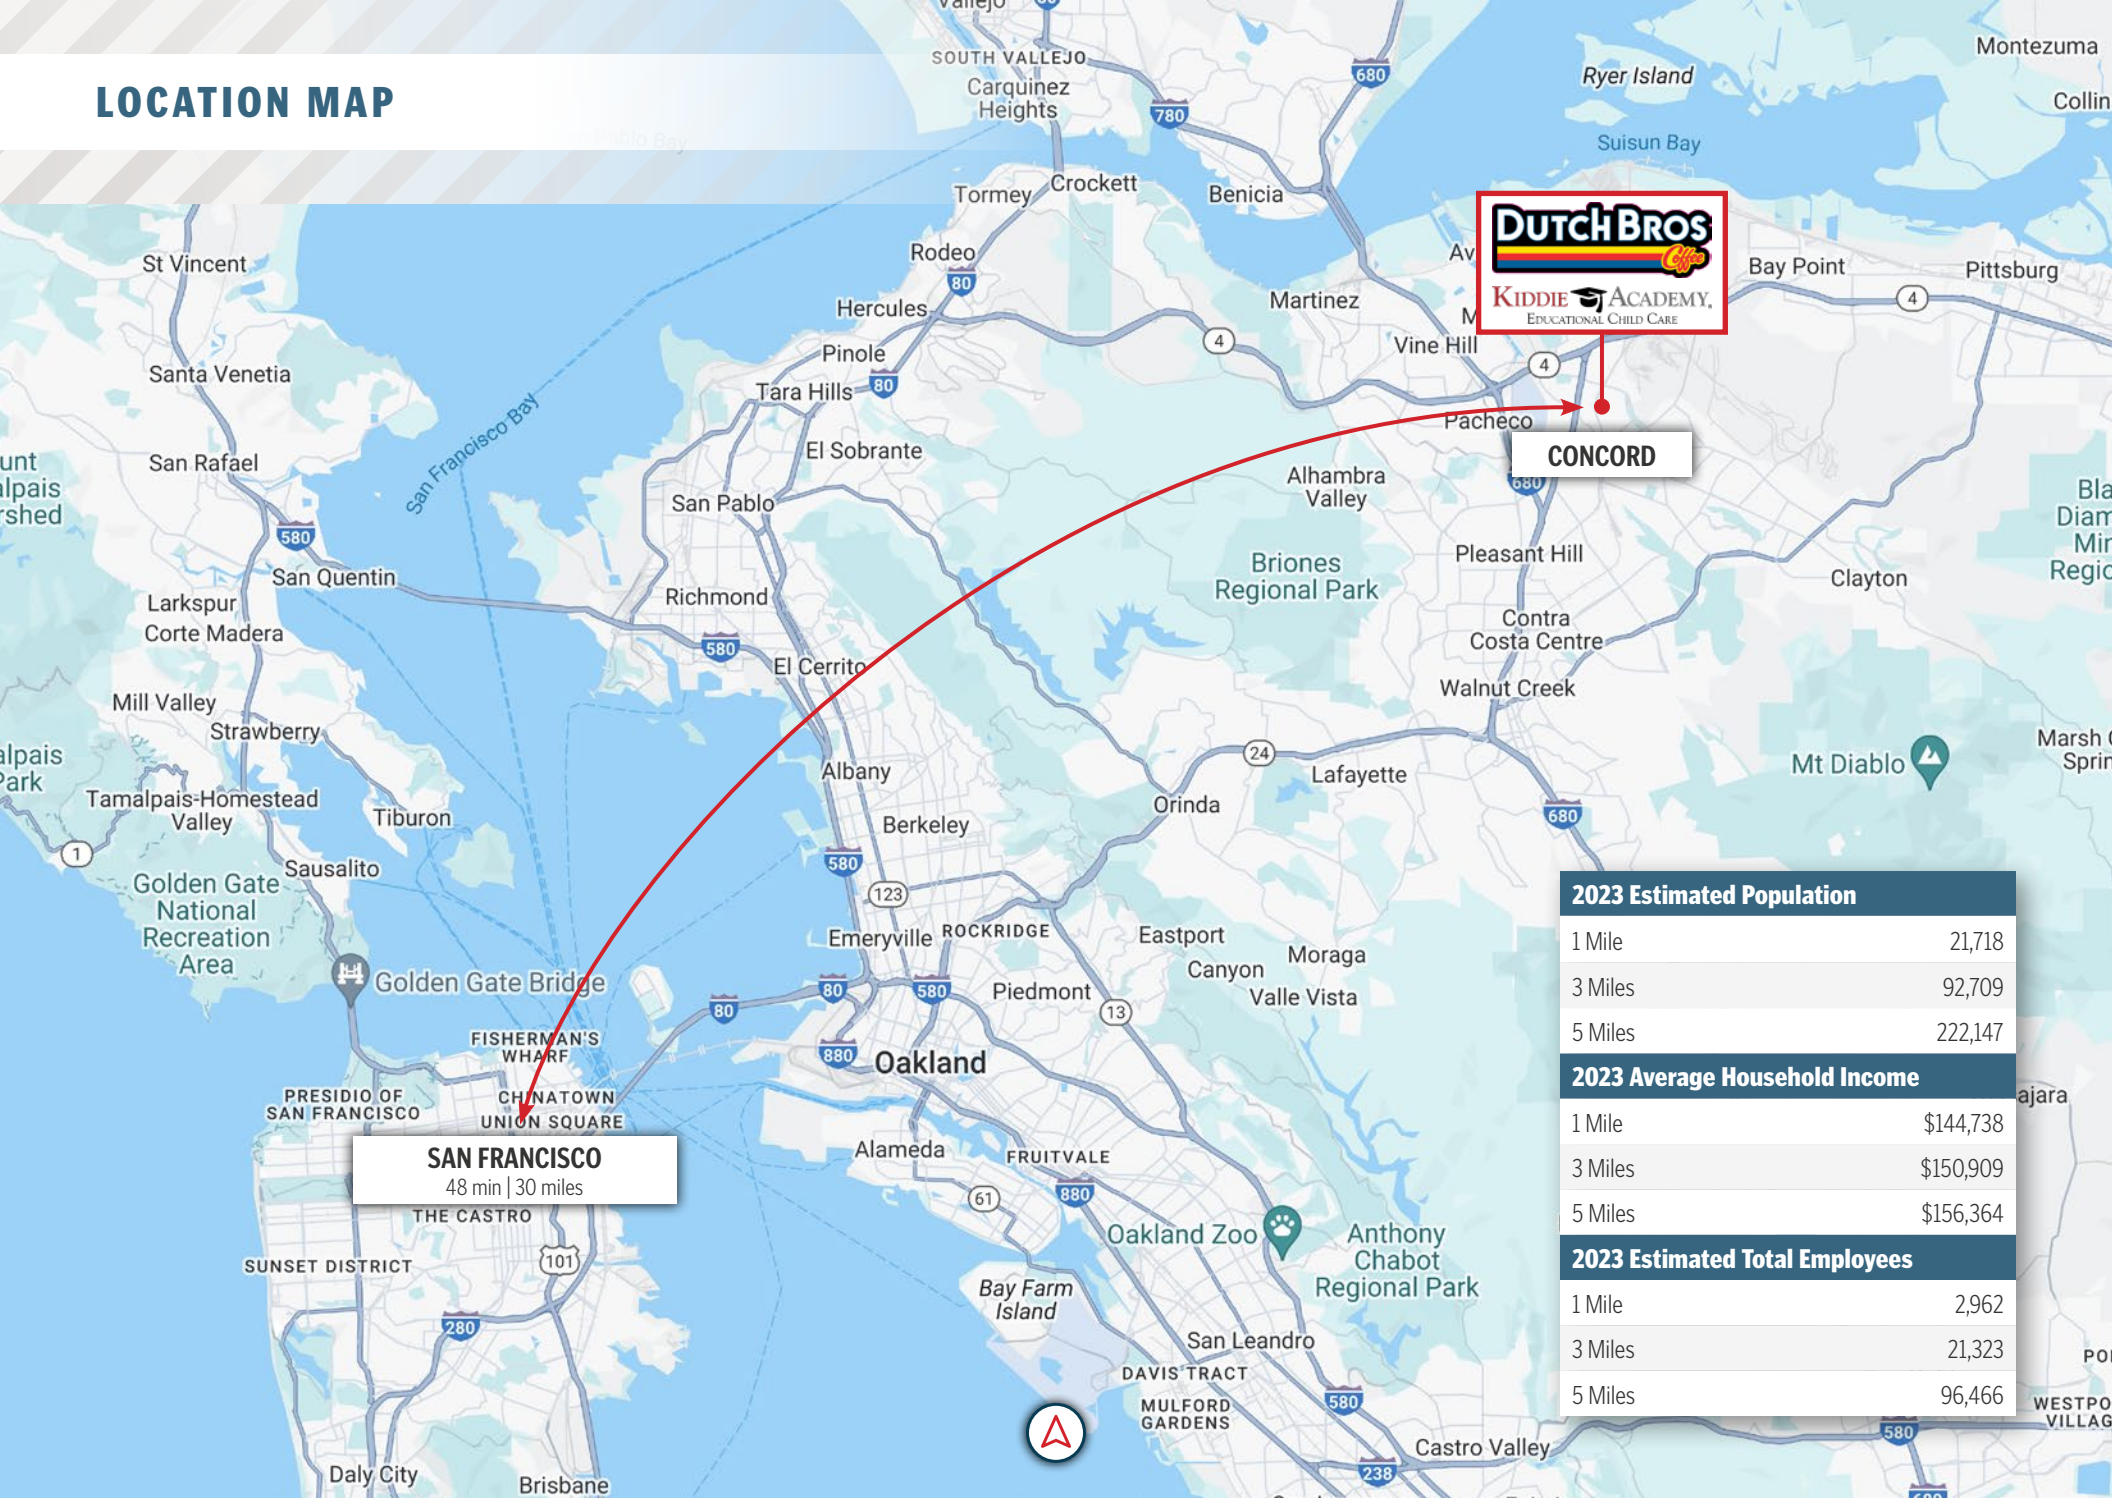 LOCATION MAP
SOUTH VALLEJO
Carquinez
Heights
780
680
Ryer Island
Montezuma
Suisun Bay
Tormey
Crockett
Benicia
St Vincent
Rodeo
80
Hercules
Martinez
DUTCH BROS
Coffee
KIDDIE ACADEMY
EDUCATIONAL CHILD CARE
Bay Point
Pittsburg
4
4
Vine Hill
4
Pinole
Tara Hills
80
Santa Venetia
San Francisco Bay
Pacheco
CONCORD
680
El Sobrante
San Rafael
Alhambra
Valley
San Pablo
580
San Quentin
Pleasant Hill
Briones
Regional Park
Clayton
Larkspur
Corte Madera
Richmond
Contra
Costa Centre
580
El Cerrito
Walnut Creek
Mill Valley
Strawberry
24
Lafayette
Mt Diablo
Albany
Orinda
Tamalpais-Homestead
Valley
Tiburon
Berkeley
680
1
580
Sausalito
123
Golden Gate
National
Recreation
Area
Emeryville
ROCKRIDGE
Eastport
Canyon
Moraga
Valle Vista
Golden Gate Bridge
80
80
580
Piedmont
13
FISHERMAN'S
WHARF
880
Oakland
PRESIDIO OF
SAN FRANCISCO
CHINATOWN
UNION SQUARE
SAN FRANCISCO
48 min | 30 miles
THE CASTRO
Alameda
FRUITVALE
61
880
SUNSET DISTRICT
101
Oakland Zoo
Anthony
Chabot
Regional Park
Bay Farm
Island
280
San Leandro
DAVIS TRACT
MULFORD
GARDENS
580
Castro Valley
238
580
Daly City
Brisbane
2023 Estimated Population
1 Mile 21,718
3 Miles 92,709
5 Miles 222,147
2023 Average Household Income
1 Mile $144,738
3 Miles $150,909
5 Miles $156,364
2023 Estimated Total Employees
1 Mile 2,962
3 Miles 21,323
5 Miles 96,466